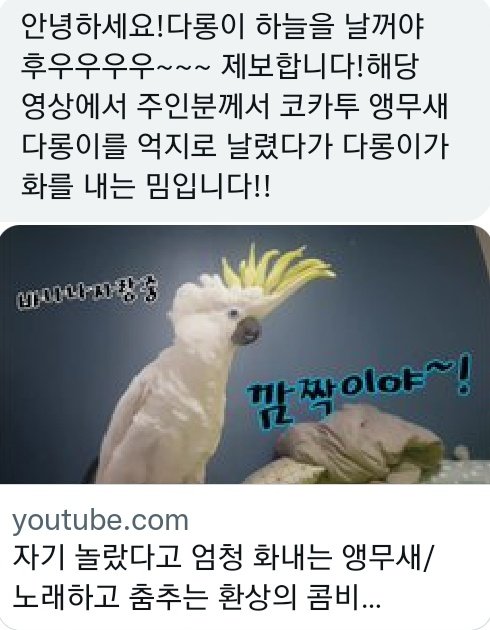 안녕하세요!다롱이 하늘을 날꺼야
후우우우우~~~ 제보합니다!해당
영상에서 주인분께서 코카투 앵무새
다롱이를 억지로 날렸다가 다롱이가
화를 내는 밈입니다!!
바나나자랑중
깜짝이야~!
youtube.com
자기 놀랐다고 엄청 화내는 앵무새/
노래하고 춤추는 환상의 콤비...